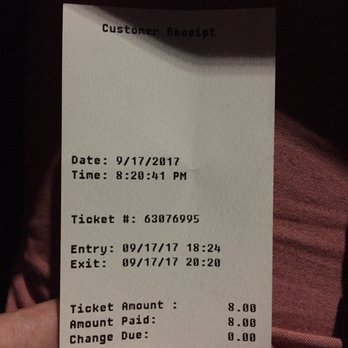 Customer Receipt
Date: 9/17/2017
Time: 8:20:41 PM
Ticket #: 63076995
Entry: 09/17/17 18:24
Exit: 09/17/17 20:20
Ticket Amount : 8.00
Amount Paid: 8.00
Change Due: 0.00